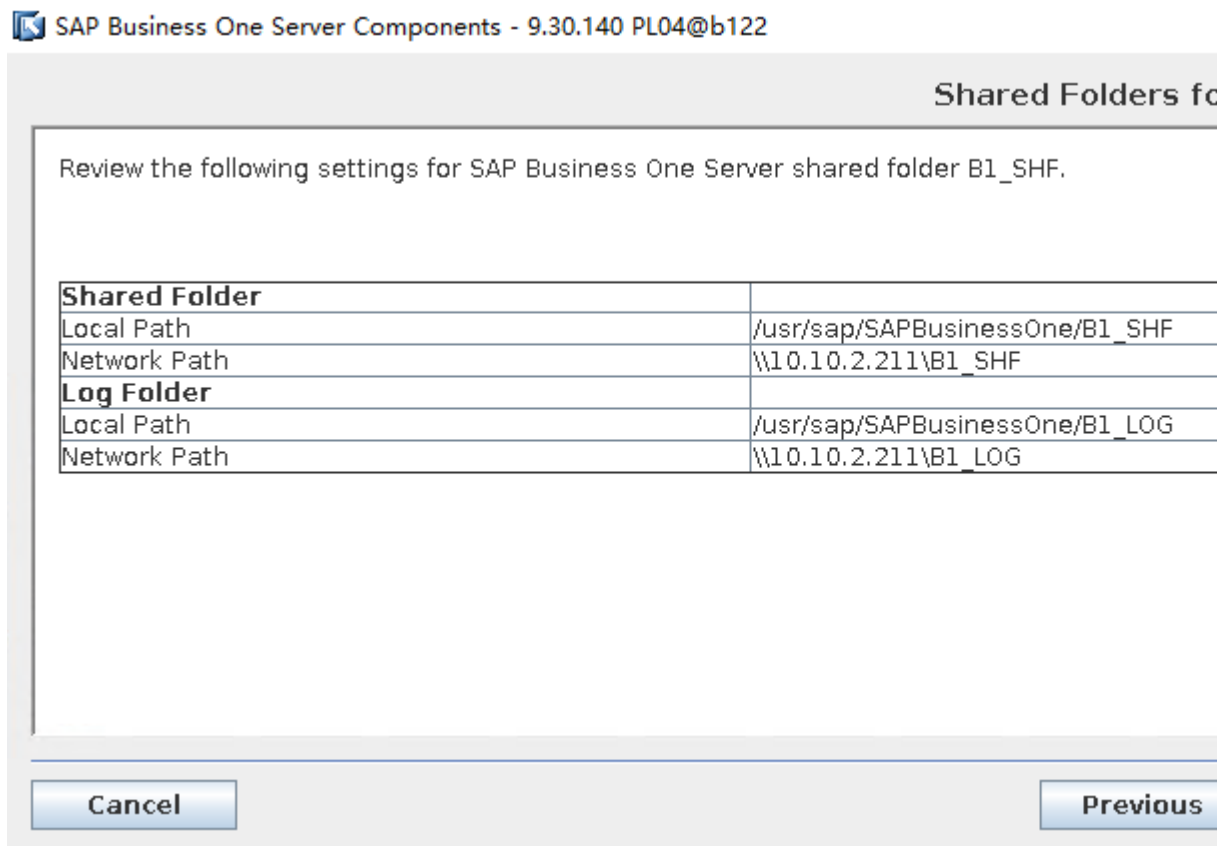 SAP Business One Server Components - 9.30.140 PL04@b122
Shared Folders fo
Review the following settings for SAP Business One Server shared folder B1_SHF.
Shared Folder
Local Path /usr/sap/SAPBusinessOne/B1_SHF
Network Path \\10.10.2.211\B1_SHF
Log Folder
Local Path /usr/sap/SAPBusinessOne/B1_LOG
Network Path \\10.10.2.211\B1_LOG
Cancel Previous